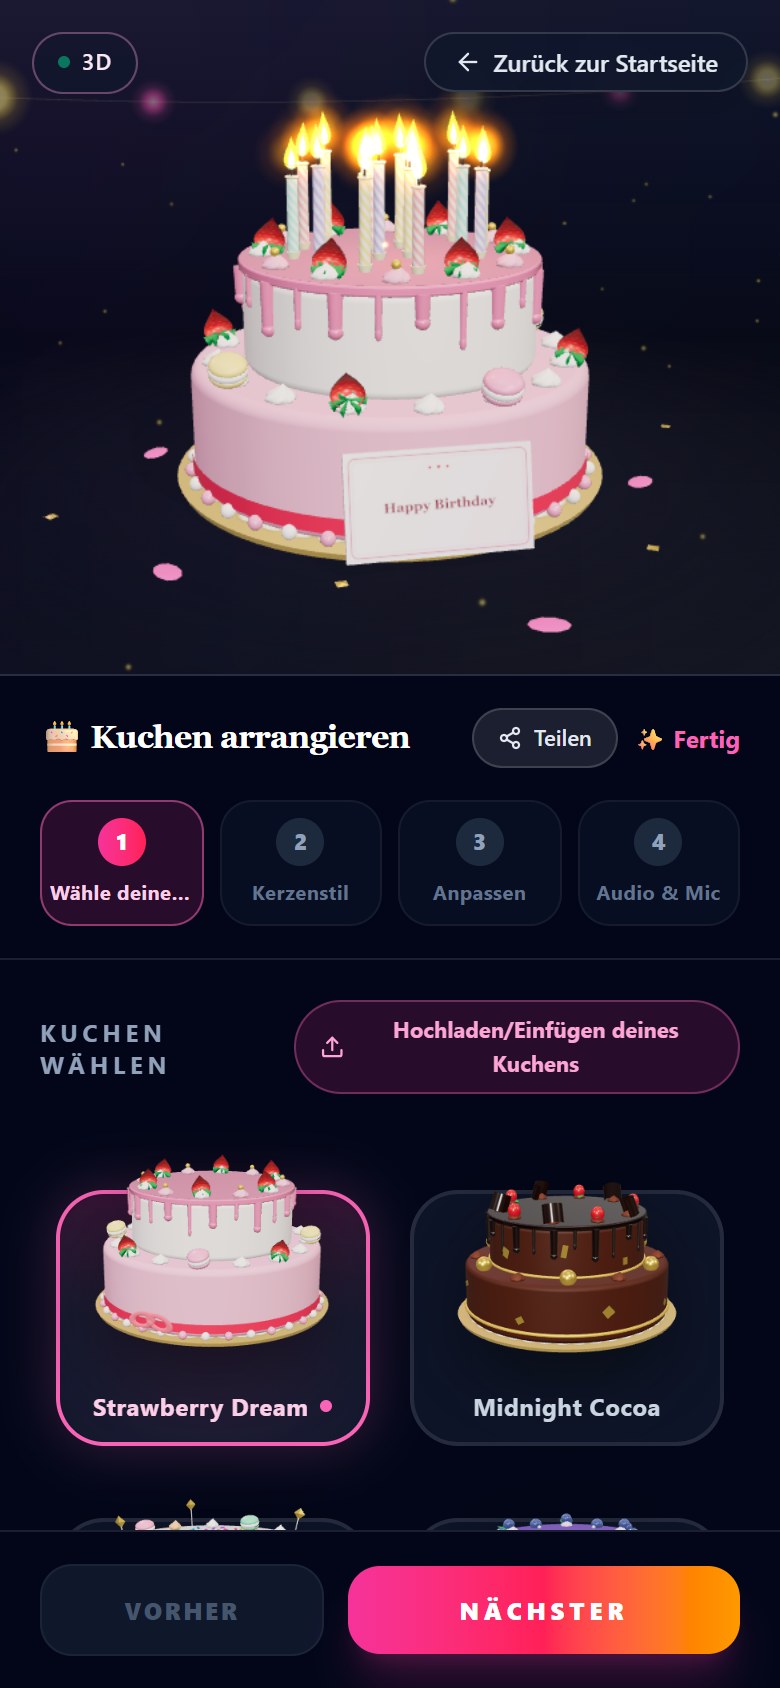 3D
Zurück zur Startseite
Happy Birthday
Kuchen arrangieren
Teilen
Fertig
1
Wähle deine...
2
Kerzenstil
3
Anpassen
4
Audio & Mic
KUCHEN
WÄHLEN
Hochladen/Einfügen deines
Kuchens
Strawberry Dream
Midnight Cocoa
VORHER
NÄCHSTER